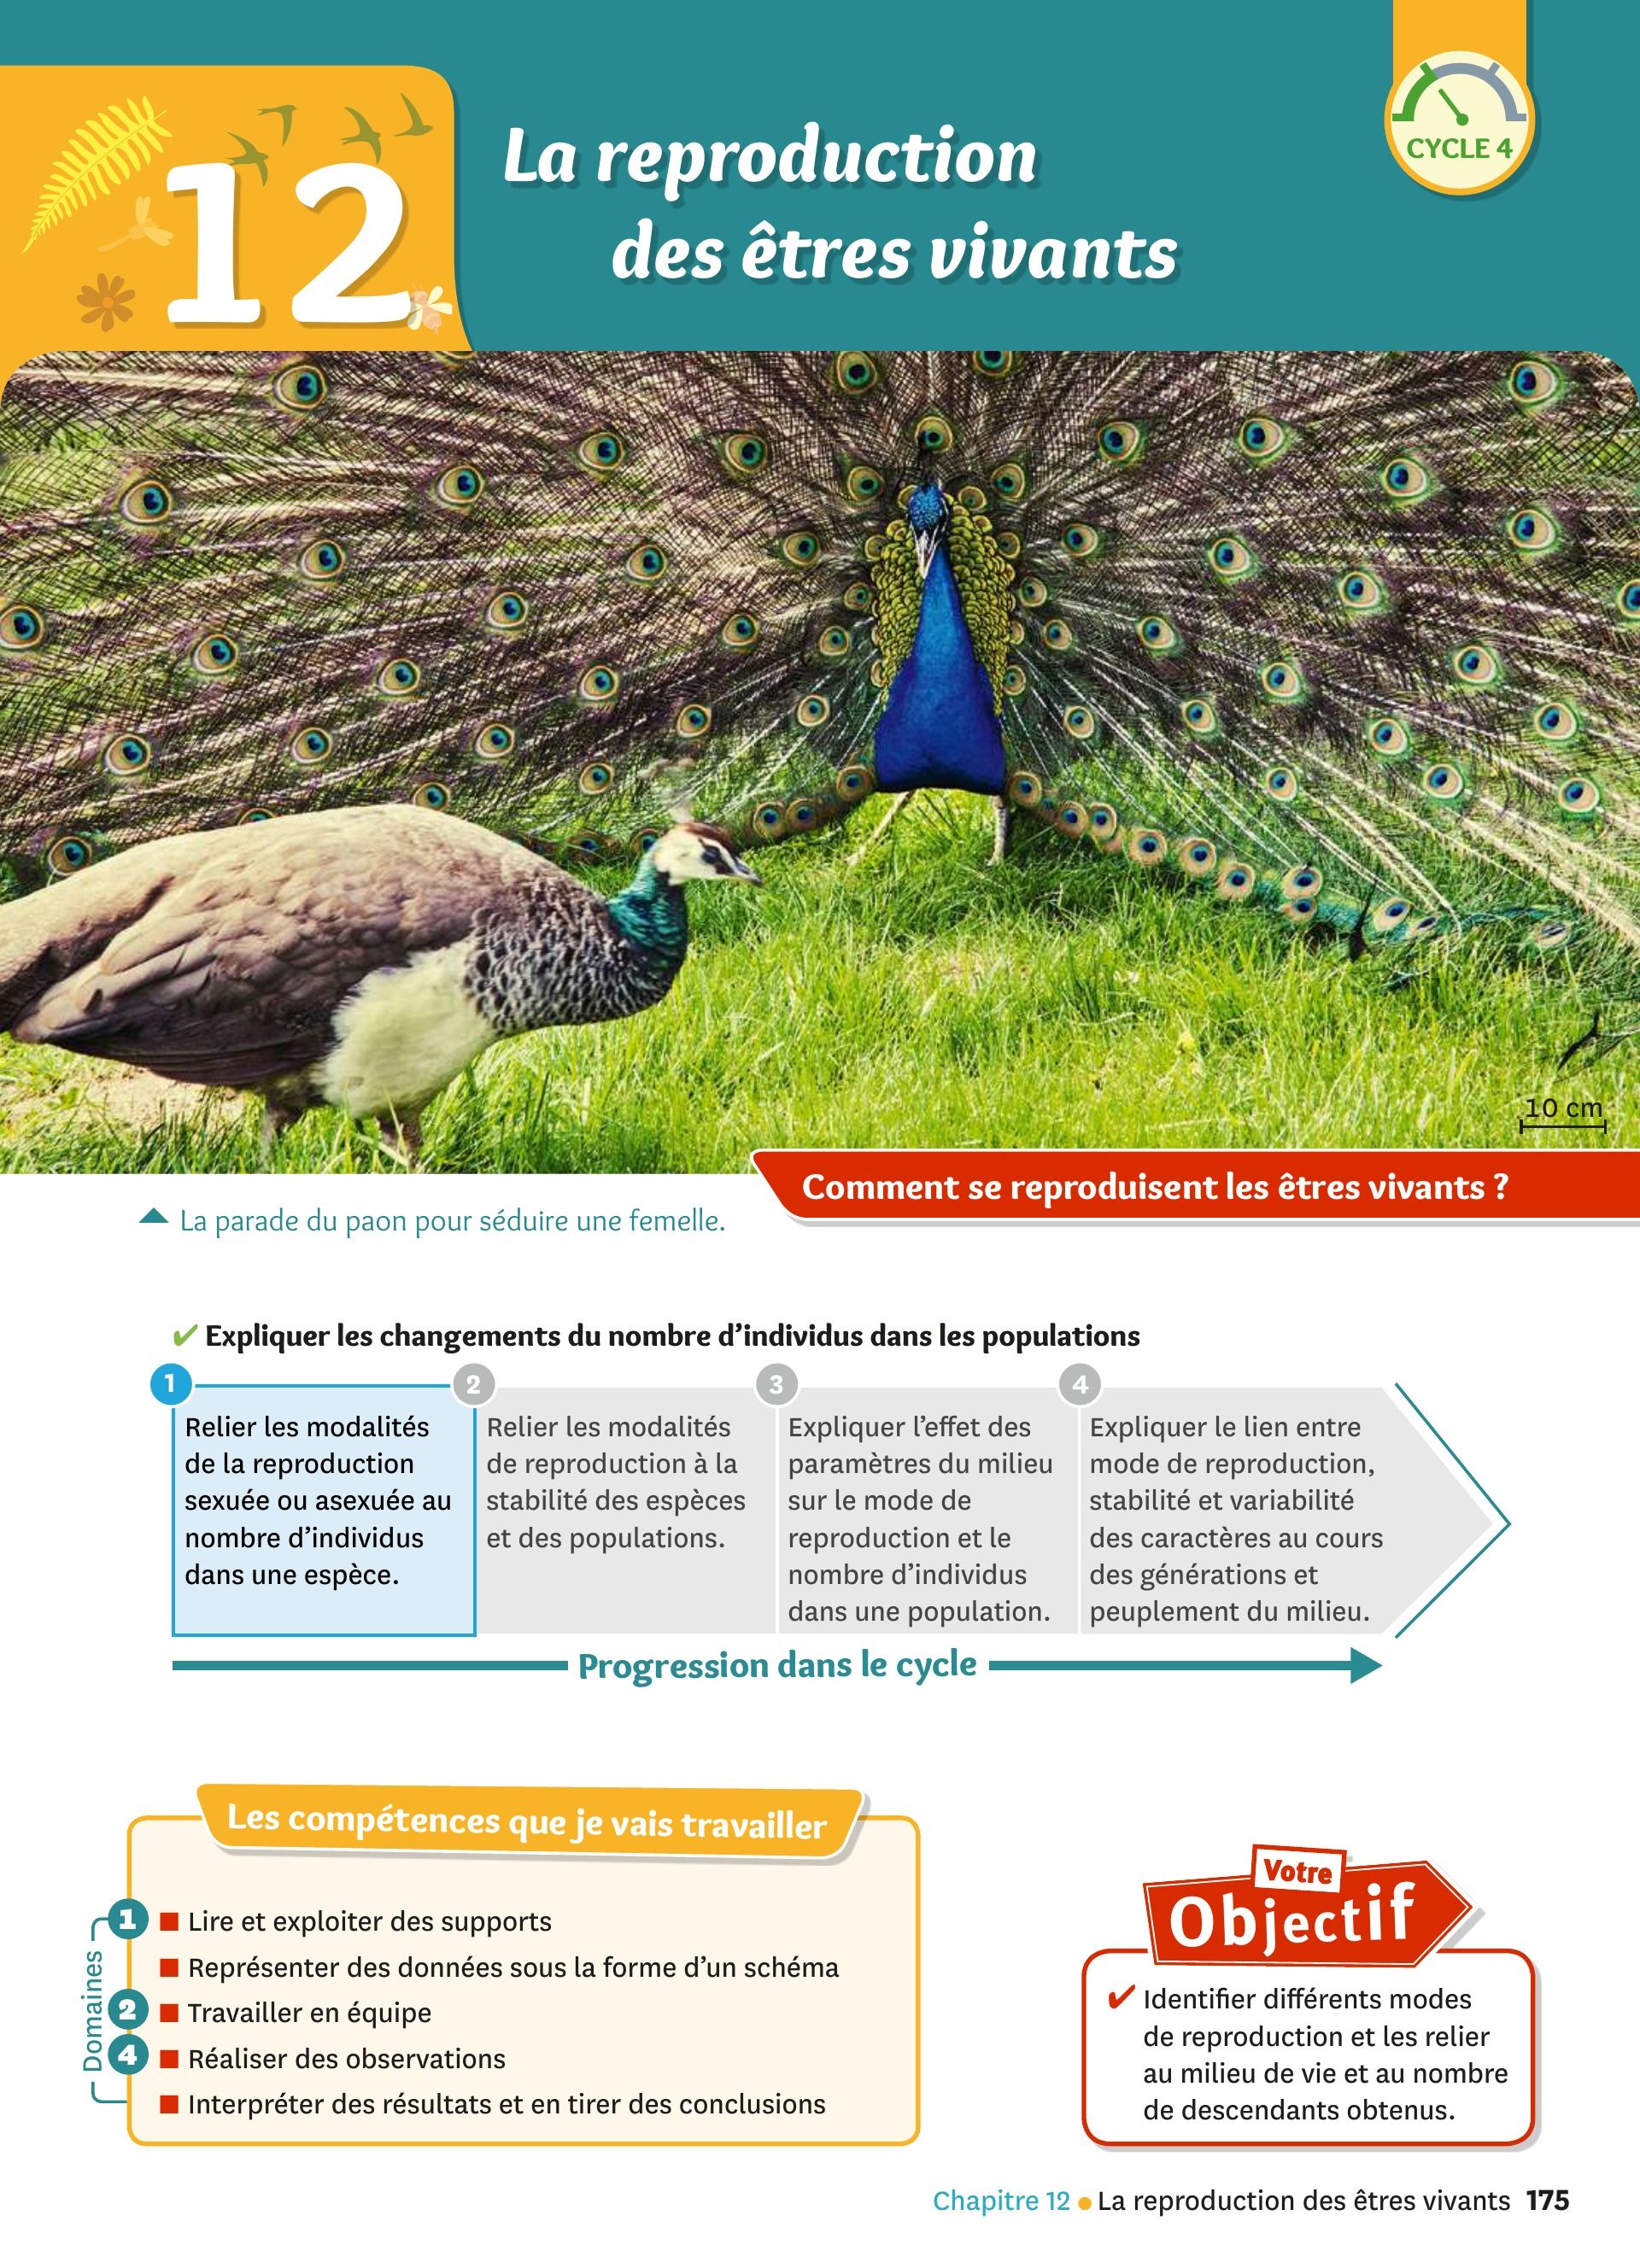 12
La reproduction
des êtres vivants
CYCLE 4
10 cm
Comment se reproduisent les êtres vivants ?
La parade du paon pour séduire une femelle.
✔ Expliquer les changements du nombre d'individus dans les populations
1
Relier les modalités
de la reproduction
sexuée ou asexuée au
nombre d'individus
dans une espèce.
2
Relier les modalités
de reproduction à la
stabilité des espèces
et des populations.
3
Expliquer l'effet des
paramètres du milieu
sur le mode de
reproduction et le
nombre d'individus
dans une population.
4
Expliquer le lien entre
mode de reproduction,
stabilité et variabilité
des caractères au cours
des générations et
peuplement du milieu.
Progression dans le cycle
Les compétences que je vais travailler
Domaines
1 ■ Lire et exploiter des supports
■ Représenter des données sous la forme d'un schéma
2 ■ Travailler en équipe
4 ■ Réaliser des observations
■ Interpréter des résultats et en tirer des conclusions
Votre
Objectif
✔ Identifier différents modes
de reproduction et les relier
au milieu de vie et au nombre
de descendants obtenus.
Chapitre 12 • La reproduction des êtres vivants 175